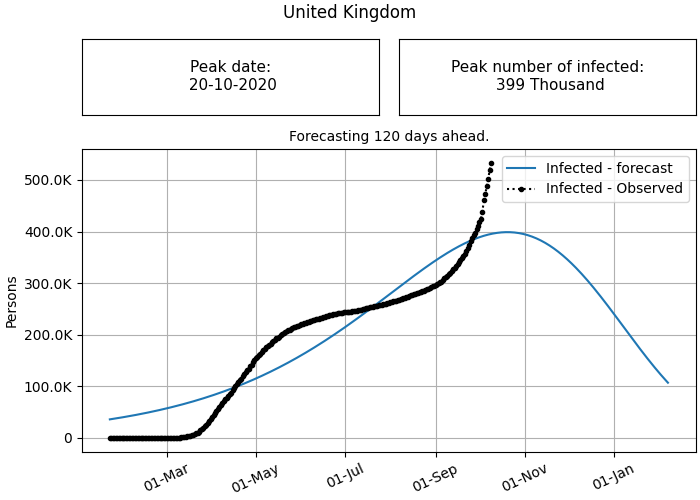 United Kingdom
Peak date:
20-10-2020
Peak number of infected:
399 Thousand
Forecasting 120 days ahead.
Infected - forecast
Infected - Observed
Persons
500.0K
400.0K
300.0K
200.0K
100.0K
0
01-Mar
01-May
01-Jul
01-Sep
01-Nov
01-Jan